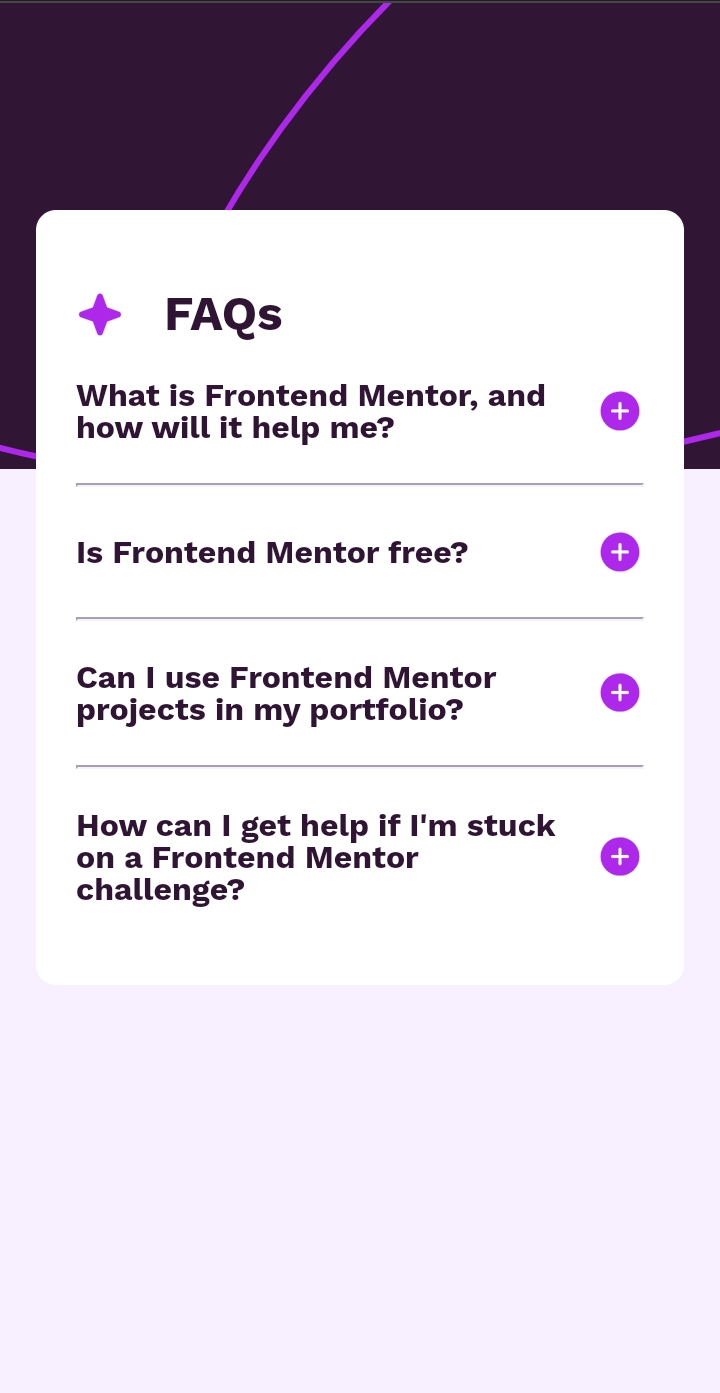 FAQs
What is Frontend Mentor, and
how will it help me?
Is Frontend Mentor free?
Can I use Frontend Mentor
projects in my portfolio?
How can I get help if I'm stuck
on a Frontend Mentor
challenge?